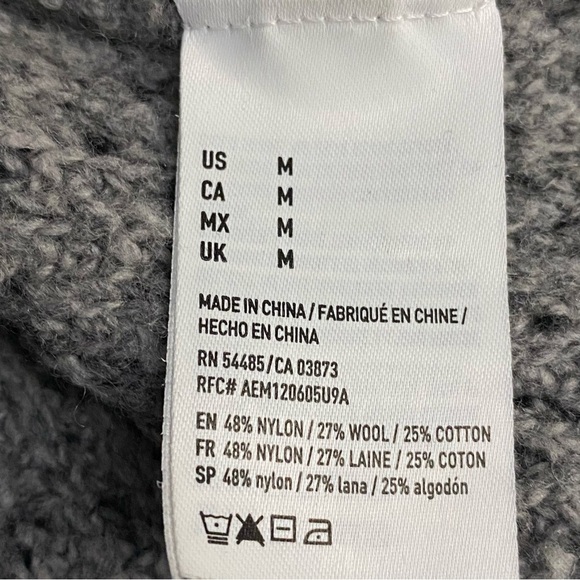 US M
CA M
MX M
UK M
MADE IN CHINA / FABRIQUÉ EN CHINE /
HECHO EN CHINA
RN 54485/CA 03873
RFC# AEM120605U9A
EN 48% NYLON / 27% WOOL / 25% COTTON
FR 48% NYLON / 27% LAINE / 25% COTON
SP 48% nylon / 27% lana / 25% algodón